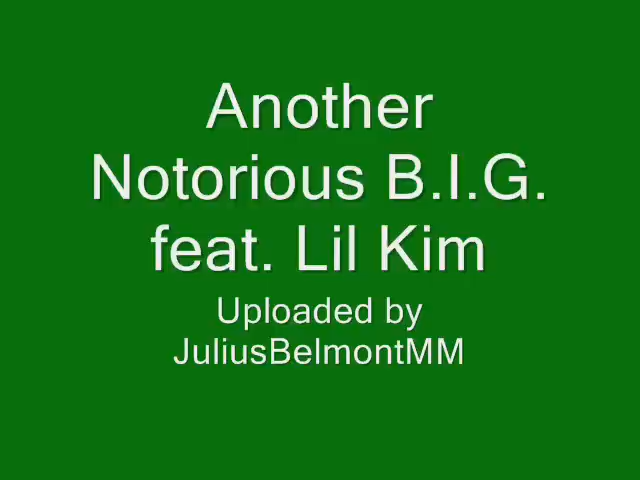 Another
Notorious B.I.G.
feat. Lil Kim
Uploaded by
JuliusBelmontMM